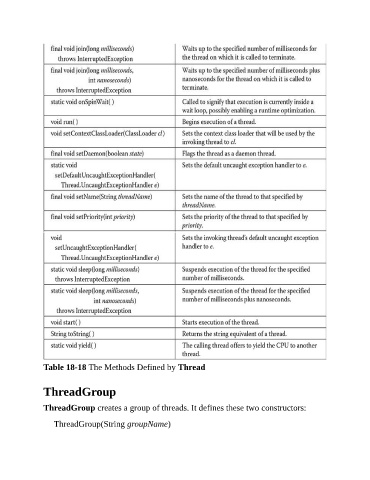 final void join(long milliseconds)
throws InterruptedException
Waits up to the specified number of milliseconds for
the thread on which it is called to terminate.
final void join(long milliseconds,
int nanoseconds)
throws InterruptedException
Waits up to the specified number of milliseconds plus
nanoseconds for the thread on which it is called to
terminate.
static void onSpinWait( )
Called to signify that execution is currently inside a
wait loop, possibly enabling a runtime optimization.
void run( )
Begins execution of a thread.
void setContextClassLoader(ClassLoader cl)
Sets the context class loader that will be used by the
invoking thread to cl.
final void setDaemon(boolean state)
Flags the thread as a daemon thread.
static void
setDefaultUncaughtExceptionHandler(
Thread.UncaughtExceptionHandler e)
Sets the default uncaught exception handler to e.
final void setName(String threadName)
Sets the name of the thread to that specified by
threadName.
final void setPriority(int priority)
Sets the priority of the thread to that specified by
priority.
void
setUncaughtExceptionHandler(
Thread.UncaughtExceptionHandler e)
Sets the invoking thread's default uncaught exception
handler to e.
static void sleep(long milliseconds)
throws InterruptedException
Suspends execution of the thread for the specified
number of milliseconds.
static void sleep(long milliseconds,
int nanoseconds)
throws InterruptedException
Suspends execution of the thread for the specified
number of milliseconds plus nanoseconds.
void start( )
Starts execution of the thread.
String toString( )
Returns the string equivalent of a thread.
static void yield( )
The calling thread offers to yield the CPU to another
thread.
Table 18-18 The Methods Defined by Thread
ThreadGroup
ThreadGroup creates a group of threads. It defines these two constructors:
ThreadGroup(String groupName)